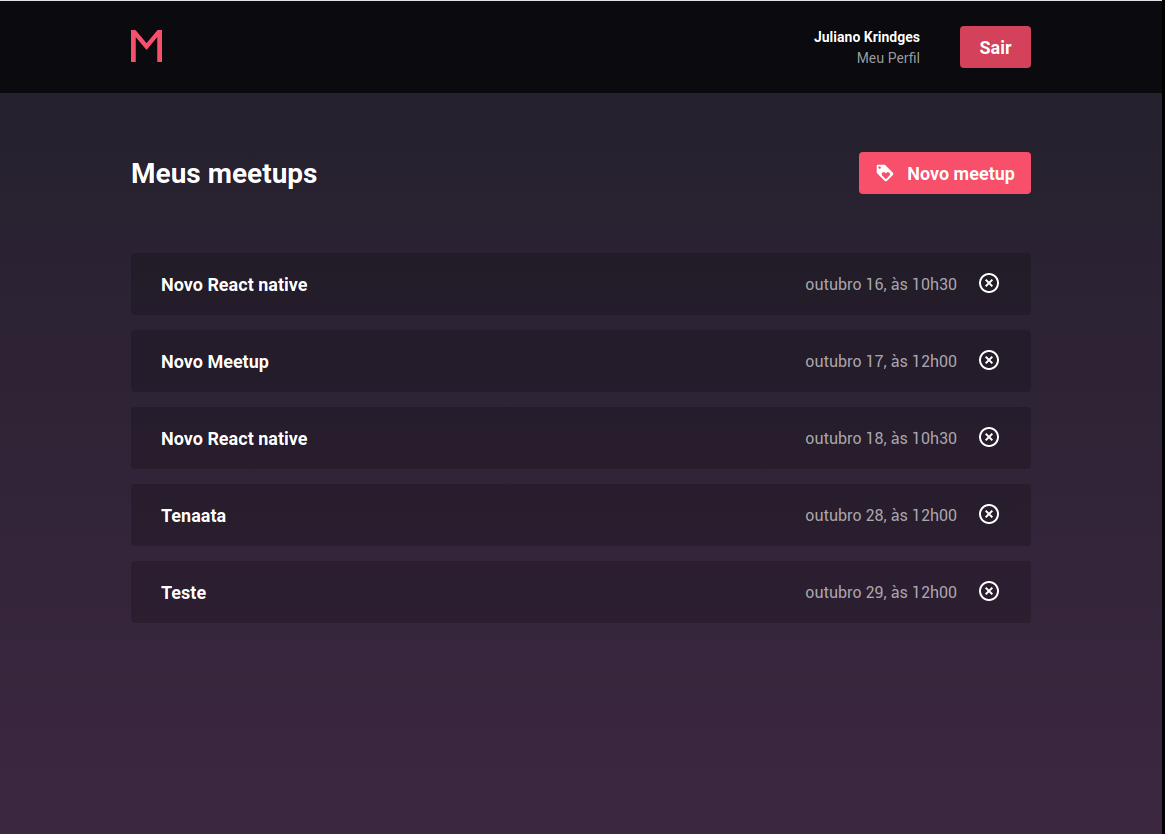 M
Juliano Krindges
Meu Perfil
Sair
Meus meetups
Novo meetup
Novo React native outubro 16, às 10h30
Novo Meetup outubro 17, às 12h00
Novo React native outubro 18, às 10h30
Tenaata outubro 28, às 12h00
Teste outubro 29, às 12h00